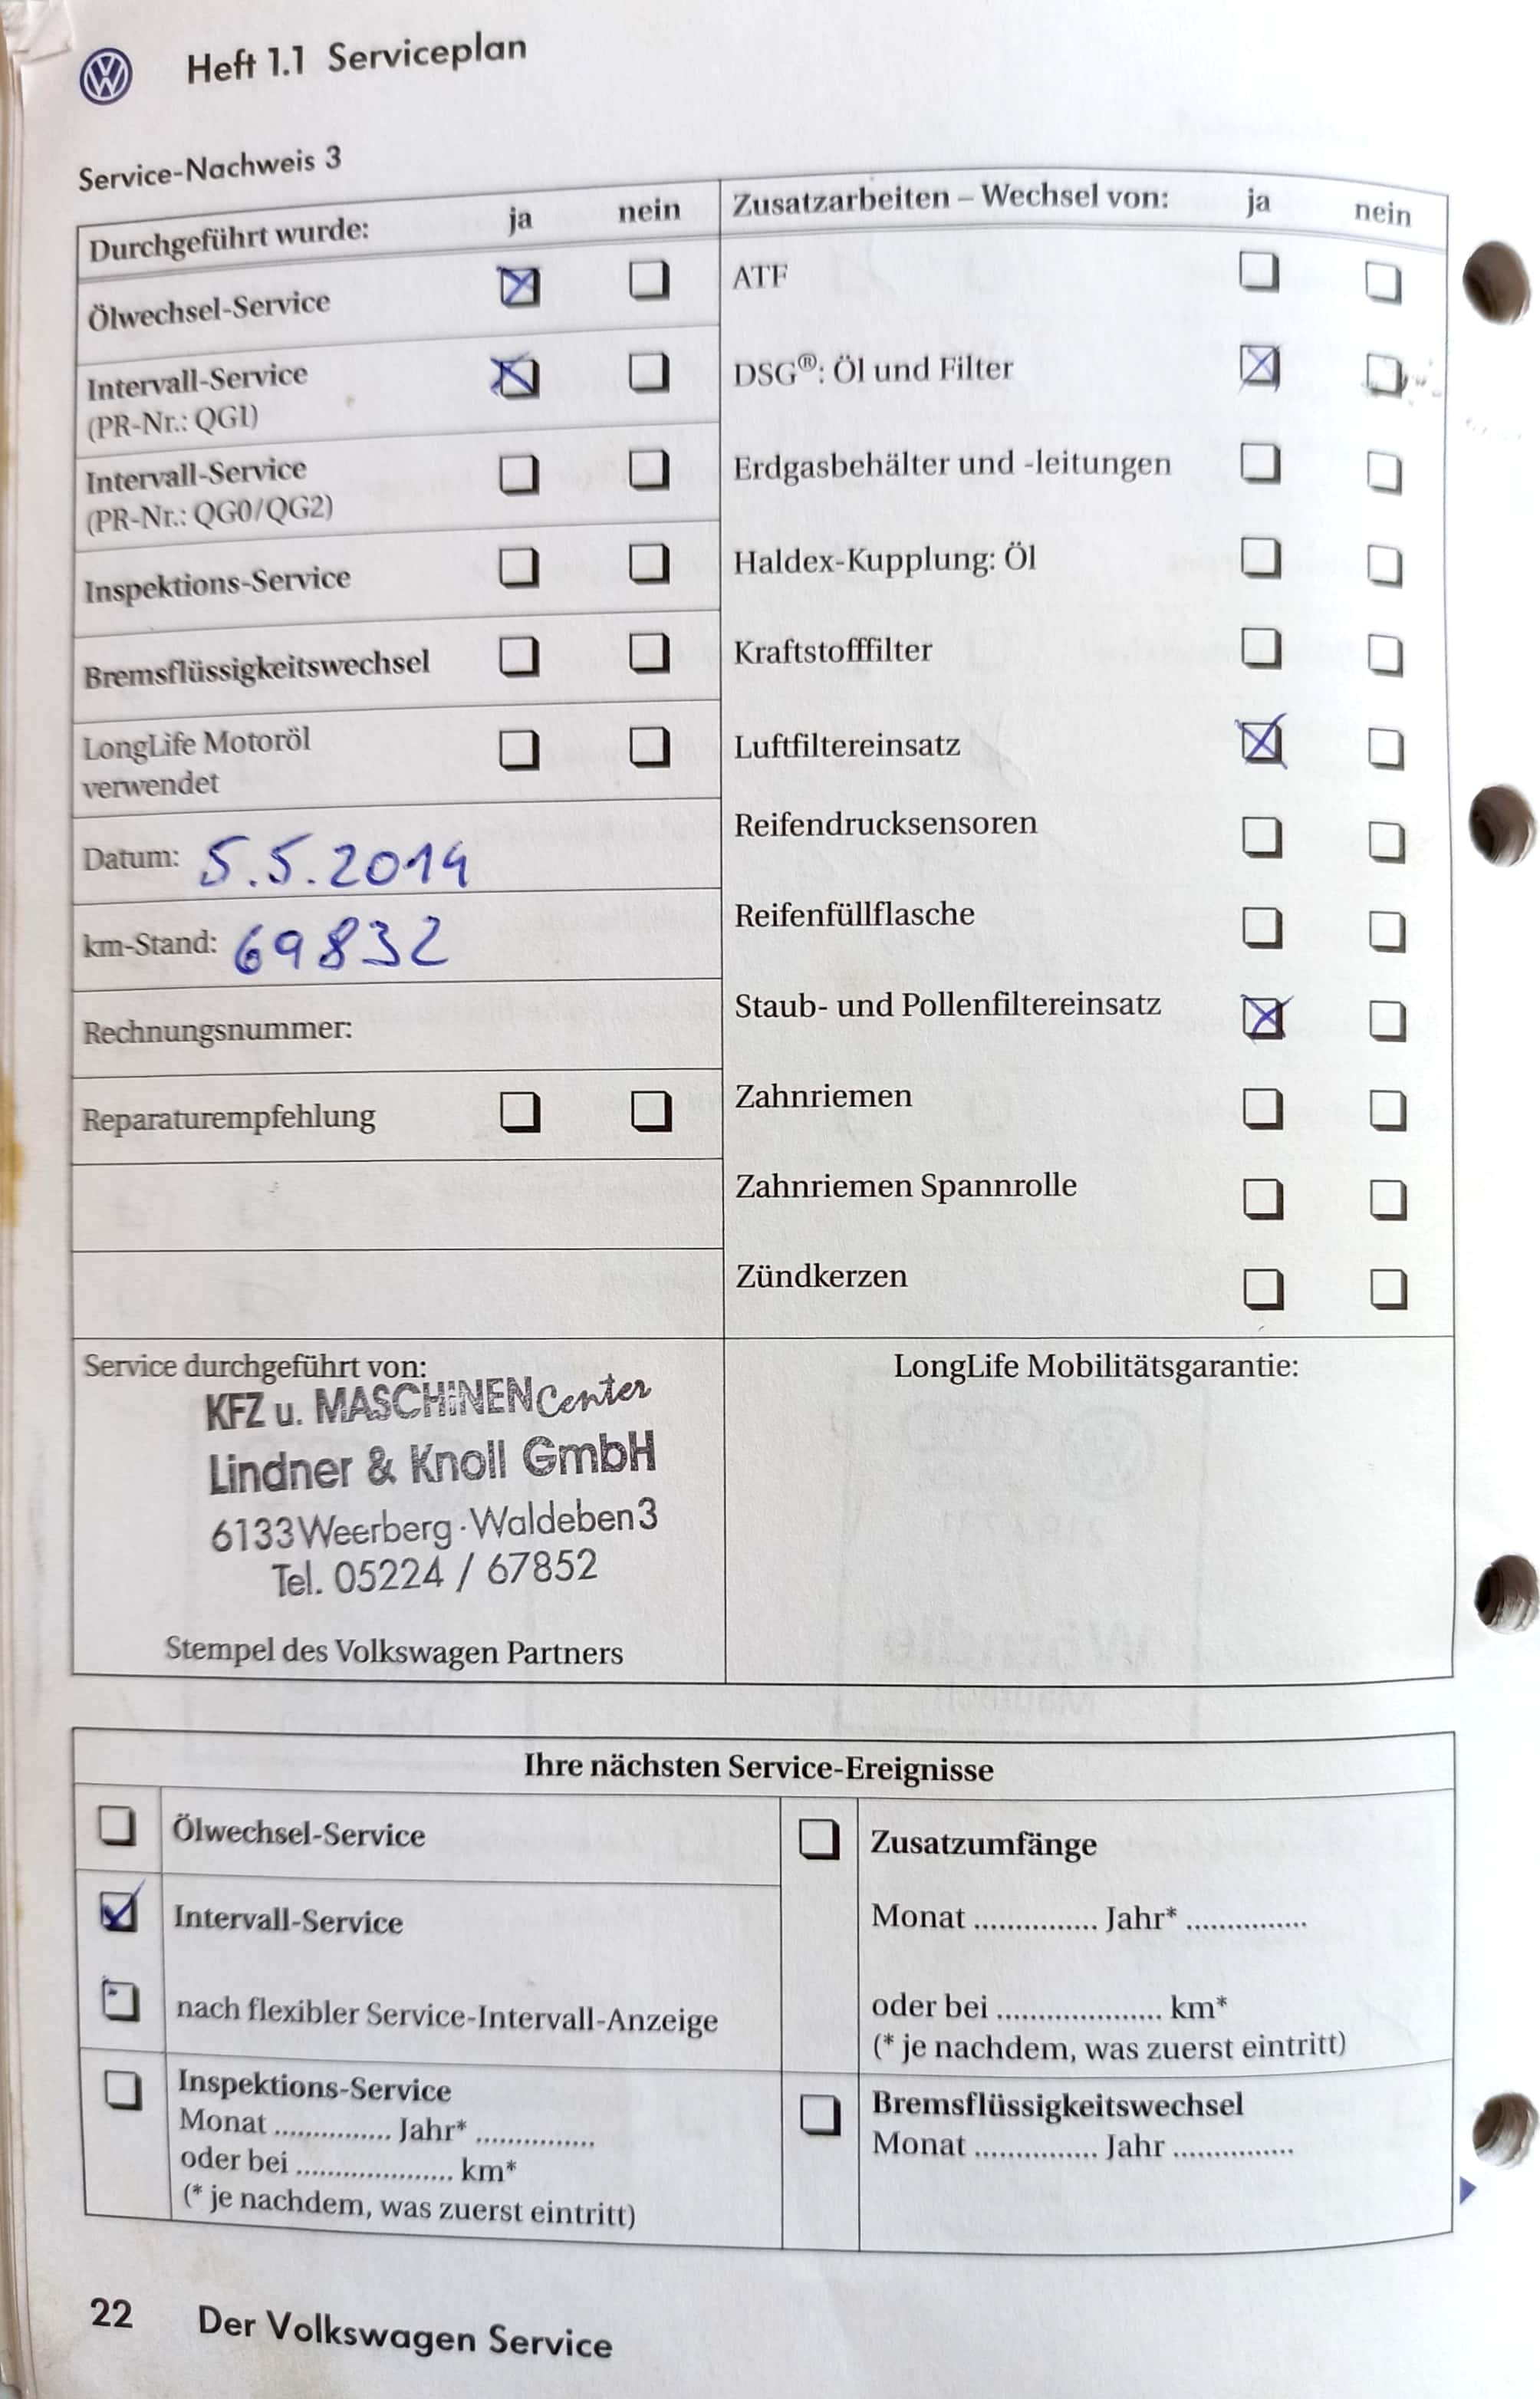 Heft 1.1 Serviceplan
Service-Nachweis 3
Durchgeführt wurde: ja nein
Ölwechsel-Service
Intervall-Service
(PR-Nr.: QG1)
Intervall-Service
(PR-Nr.: QG0/QG2)
Inspektions-Service
Bremsflüssigkeitswechsel
LongLife Motoröl
verwendet
Datum: 5.5.2014
km-Stand: 69832
Rechnungsnummer:
Reparaturempfehlung
Zusatzarbeiten – Wechsel von: ja nein
ATF
DSG®: Öl und Filter
Erdgasbehälter und -leitungen
Haldex-Kupplung: Öl
Kraftstofffilter
Luftfiltereinsatz
Reifendrucksensoren
Reifenfüllflasche
Staub- und Pollenfiltereinsatz
Zahnriemen
Zahnriemen Spannrolle
Zündkerzen
Service durchgeführt von:
KFZ u. MASCHINENCenter
Lindner & Knoll GmbH
6133 Weerberg · Waldeben 3
Tel. 05224 / 67852
Stempel des Volkswagen Partners
LongLife Mobilitätsgarantie:
Ihre nächsten Service-Ereignisse
Ölwechsel-Service
Intervall-Service
nach flexibler Service-Intervall-Anzeige
Inspektions-Service
Monat ............... Jahr* ...............
oder bei .................... km*
(* je nachdem, was zuerst eintritt)
Zusatzumfänge
Monat ............... Jahr* ...............
oder bei .................... km*
(* je nachdem, was zuerst eintritt)
Bremsflüssigkeitswechsel
Monat ............... Jahr ...............
22 Der Volkswagen Service